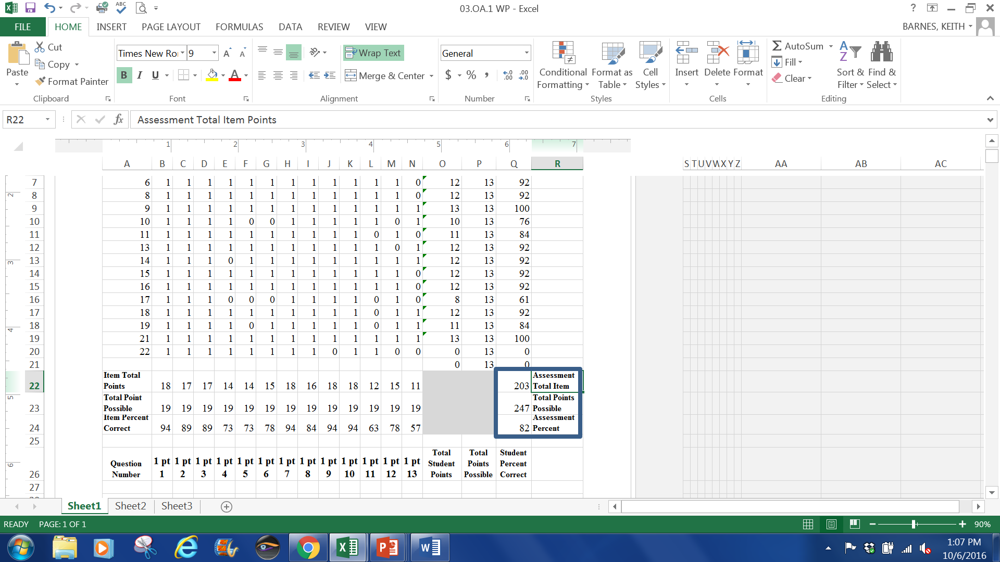 ABC
03.OA.1 WP - Excel
?
FILE HOME INSERT PAGE LAYOUT FORMULAS DATA REVIEW VIEW
BARNES, KEITH
Paste
Cut
Copy
Format Painter
Clipboard
Times New Ro 9 A A
B I U A
Font
Wrap Text
Merge & Center
Alignment
General
$ % , .0 .00 .00 .0
Number
Conditional Formatting
Format as Table
Cell Styles
Styles
Insert Delete Format
Cells
AutoSum
Fill
Clear
A Z
Sort & Filter
Find & Select
Editing
R22 fx Assessment Total Item Points
1 2 3 4 5 6 7
A B C D E F G H I J K L M N O P Q R S T U V W X Y Z AA AB AC
2
3
4
5
6
7 6 1 1 1 1 1 1 1 1 1 1 1 1 0 12 13 92
8 8 1 1 1 1 1 1 1 1 1 1 1 1 0 12 13 92
9 9 1 1 1 1 1 1 1 1 1 1 1 1 1 13 13 100
10 10 1 1 1 1 0 0 1 1 1 1 1 0 1 10 13 76
11 11 1 1 1 1 1 1 1 1 1 1 0 1 0 11 13 84
12 13 1 1 1 1 1 1 1 1 1 1 1 0 1 12 13 92
13 14 1 1 1 0 1 1 1 1 1 1 1 1 1 12 13 92
14 15 1 1 1 1 1 1 1 1 1 1 1 1 0 12 13 92
15 16 1 1 1 1 1 1 1 1 1 1 1 1 0 12 13 92
16 17 1 1 1 0 0 0 1 1 1 1 0 1 0 8 13 61
17 18 1 1 1 1 1 1 1 1 1 1 0 1 1 12 13 92
18 19 1 1 1 1 0 1 1 1 1 1 0 1 1 11 13 84
19 21 1 1 1 1 1 1 1 1 1 1 1 1 1 13 13 100
20 22 1 1 1 1 1 1 1 1 0 1 1 0 0 0 13 0
21 0 13 0
22 Item Total Points 18 17 17 14 14 15 18 16 18 18 12 15 11 203 Assessment Total Item
23 Total Point Possible 19 19 19 19 19 19 19 19 19 19 19 19 19 247 Total Points Possible
24 Item Percent Correct 94 89 89 73 73 78 94 84 94 94 63 78 57 82 Assessment Percent
25
26 Question Number 1 pt 1 1 pt 2 1 pt 3 1 pt 4 1 pt 5 1 pt 6 1 pt 7 1 pt 8 1 pt 9 1 pt 10 1 pt 11 1 pt 12 1 pt 13 Total Student Points Total Points Possible Student Percent Correct
27
Sheet1 Sheet2 Sheet3
READY PAGE: 1 OF 1
90%
1:07 PM
10/6/2016